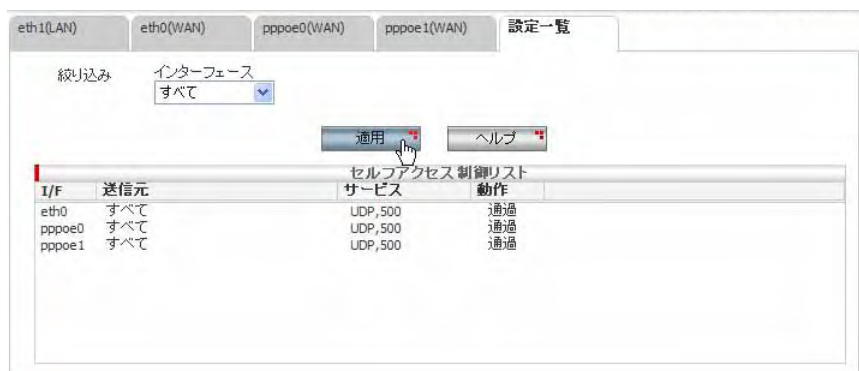 eth1(LAN) eth0(WAN) pppoe0(WAN) pppoe1(WAN) 設定一覧
絞り込み インターフェース
すべて
適用 ヘルプ
セルフアクセス制御リスト
I/F 送信元 サービス 動作
eth0 すべて UDP,500 通過
pppoe0 すべて UDP,500 通過
pppoe1 すべて UDP,500 通過